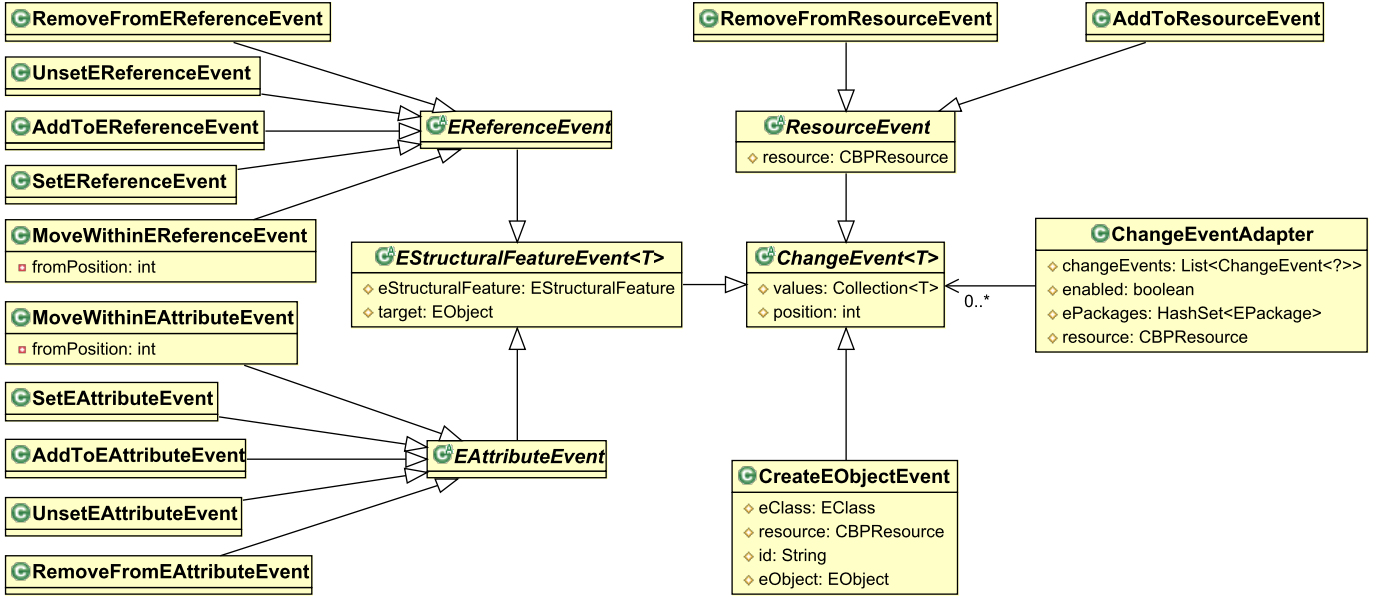 RemoveFromEReferenceEvent
RemoveFromResourceEvent
AddToResourceEvent
UnsetEReferenceEvent
AddToEReferenceEvent
EReferenceEvent
ResourceEvent
resource: CBPResource
SetEReferenceEvent
MoveWithinEReferenceEvent
fromPosition: int
EStructuralFeatureEvent<T>
eStructuralFeature: EStructuralFeature
target: EObject
ChangeEvent<T>
values: Collection<T>
position: int
0..*
ChangeEventAdapter
changeEvents: List<ChangeEvent<?>>
enabled: boolean
ePackages: HashSet<EPackage>
resource: CBPResource
MoveWithinEAttributeEvent
fromPosition: int
SetEAttributeEvent
AddToEAttributeEvent
EAttributeEvent
UnsetEAttributeEvent
RemoveFromEAttributeEvent
CreateEObjectEvent
eClass: EClass
resource: CBPResource
id: String
eObject: EObject